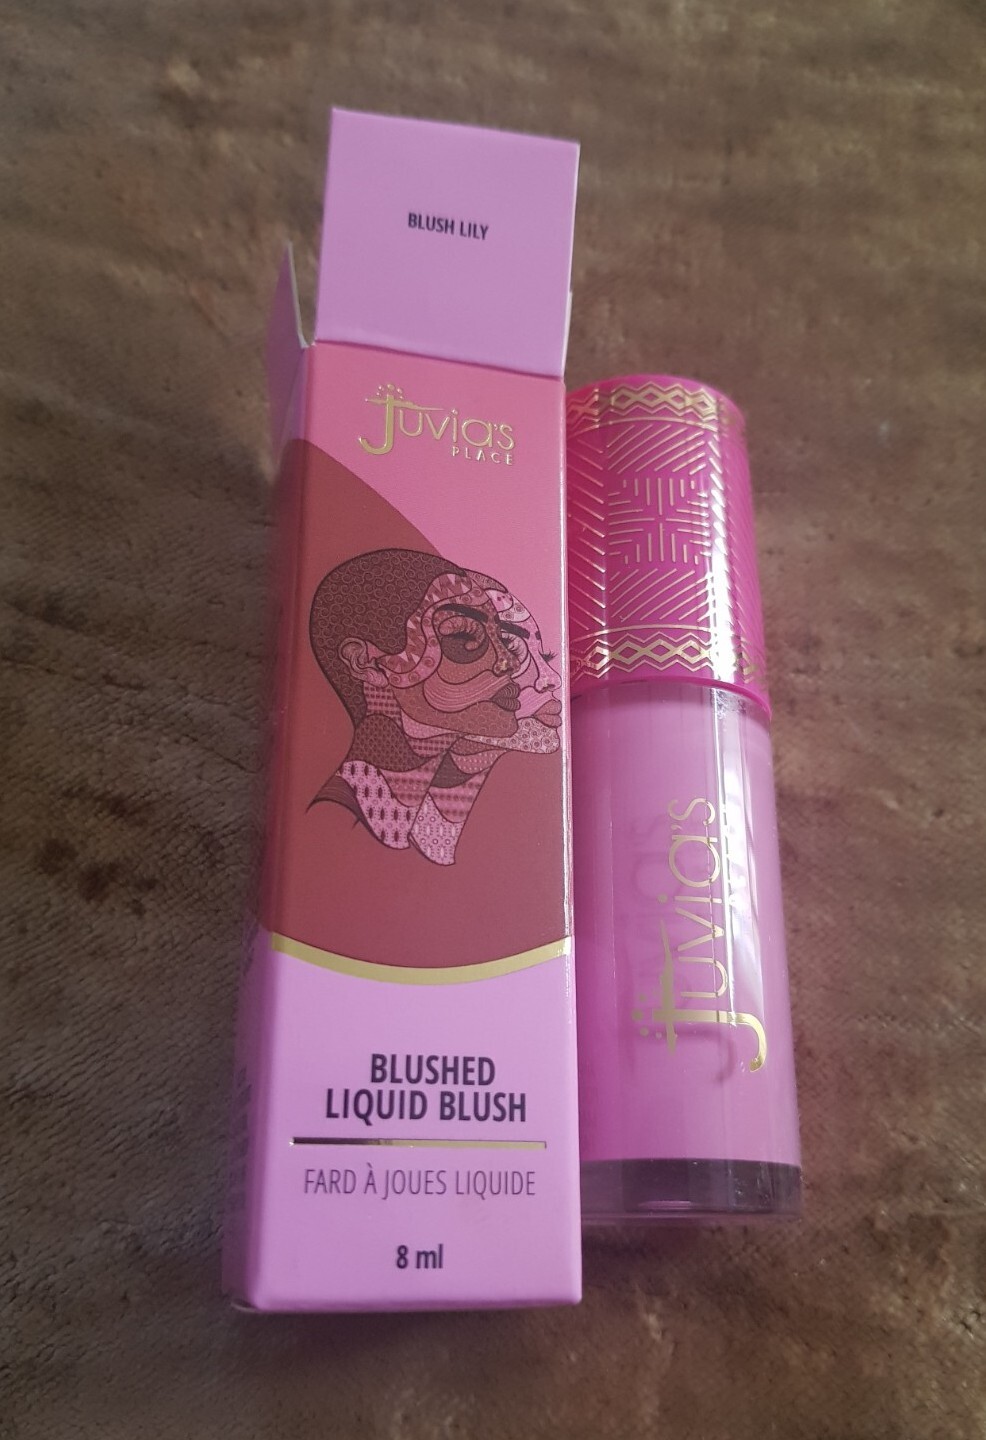 BLUSH LILY
Juvia's
PLACE
BLUSHED
LIQUID BLUSH
FARD À JOUES LIQUIDE
8 ml
Juvia's